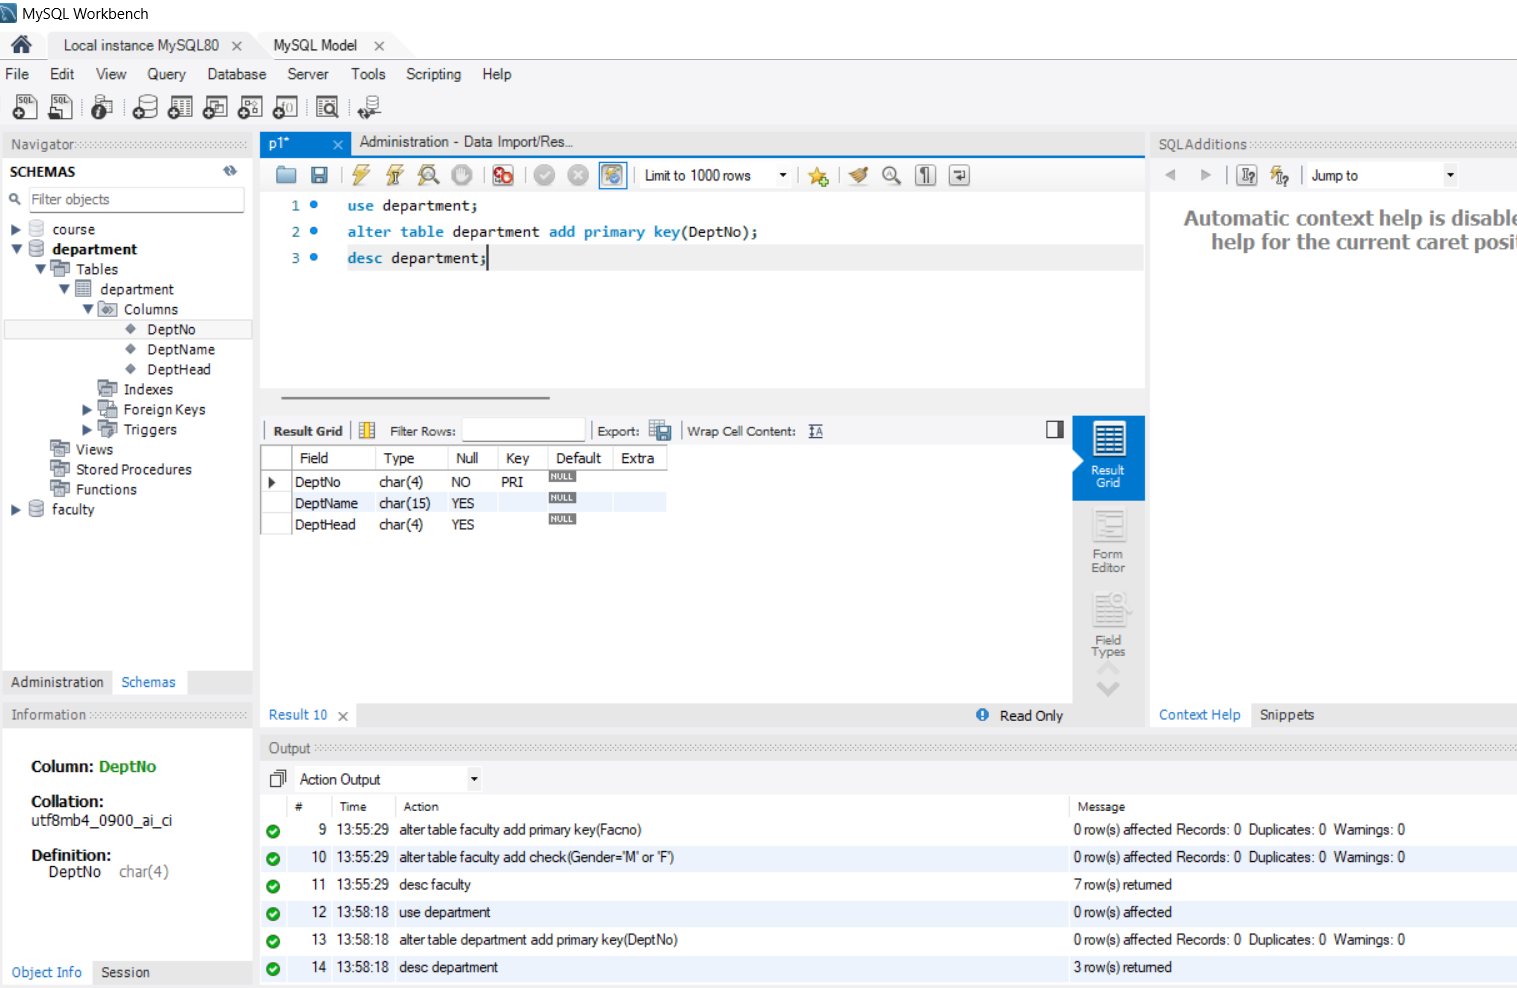 MySQL Workbench
Local instance MySQL80 MySQL Model
File Edit View Query Database Server Tools Scripting Help
Navigator
SCHEMAS
Filter objects
course
department
Tables
department
Columns
DeptNo
DeptName
DeptHead
Indexes
Foreign Keys
Triggers
Views
Stored Procedures
Functions
faculty
Administration Schemas
Information
Column: DeptNo
Collation:
utf8mb4_0900_ai_ci
Definition:
DeptNo char(4)
Object Info Session
p1* Administration - Data Import/Res...
Limit to 1000 rows
1 use department;
2 alter table department add primary key(DeptNo);
3 desc department;
Result Grid Filter Rows: Export: Wrap Cell Content:
Field Type Null Key Default Extra
DeptNo char(4) NO PRI NULL
DeptName char(15) YES NULL
DeptHead char(4) YES NULL
Result
Grid
Form
Editor
Field
Types
Result 10 Read Only
SQLAdditions
Jump to
Automatic context help is disable
help for the current caret posit
Context Help Snippets
Output
Action Output
# Time Action Message
9 13:55:29 alter table faculty add primary key(Facno) 0 row(s) affected Records: 0 Duplicates: 0 Warnings: 0
10 13:55:29 alter table faculty add check(Gender='M' or 'F') 0 row(s) affected Records: 0 Duplicates: 0 Warnings: 0
11 13:55:29 desc faculty 7 row(s) returned
12 13:58:18 use department 0 row(s) affected
13 13:58:18 alter table department add primary key(DeptNo) 0 row(s) affected Records: 0 Duplicates: 0 Warnings: 0
14 13:58:18 desc department 3 row(s) returned